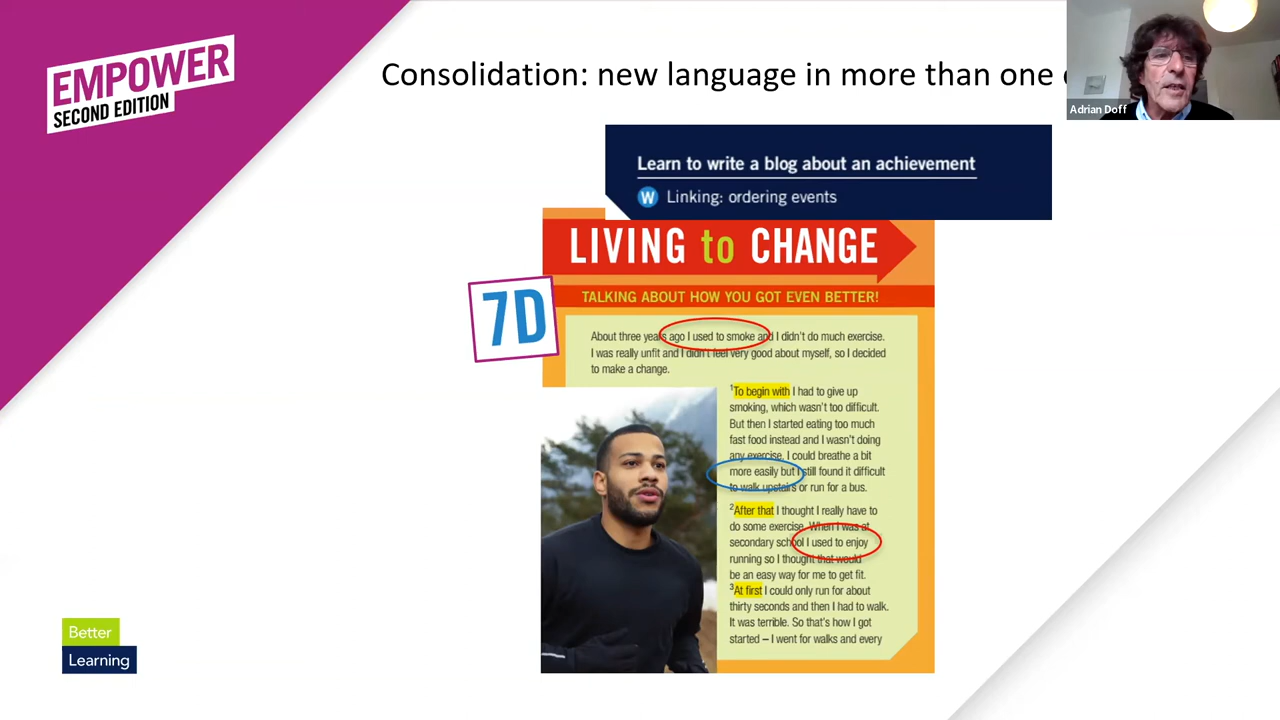 EMPOWER
SECOND EDITION
Consolidation: new language in more than one
Adrian Doff
Learn to write a blog about an achievement
W Linking: ordering events
LIVING to CHANGE
7D
TALKING ABOUT HOW YOU GOT EVEN BETTER!
About three years ago I used to smoke and I didn't do much exercise.
I was really unfit and I didn't feel very good about myself, so I decided
to make a change.
1To begin with I had to give up
smoking, which wasn't too difficult.
But then I started eating too much
fast food instead and I wasn't doing
any exercise. I could breathe a bit
more easily but I still found it difficult
to walk upstairs or run for a bus.
2After that I thought I really have to
do some exercise. When I was at
secondary school I used to enjoy
running so I thought that would
be an easy way for me to get fit.
3At first I could only run for about
thirty seconds and then I had to walk.
It was terrible. So that's how I got
started – I went for walks and every
Better
Learning